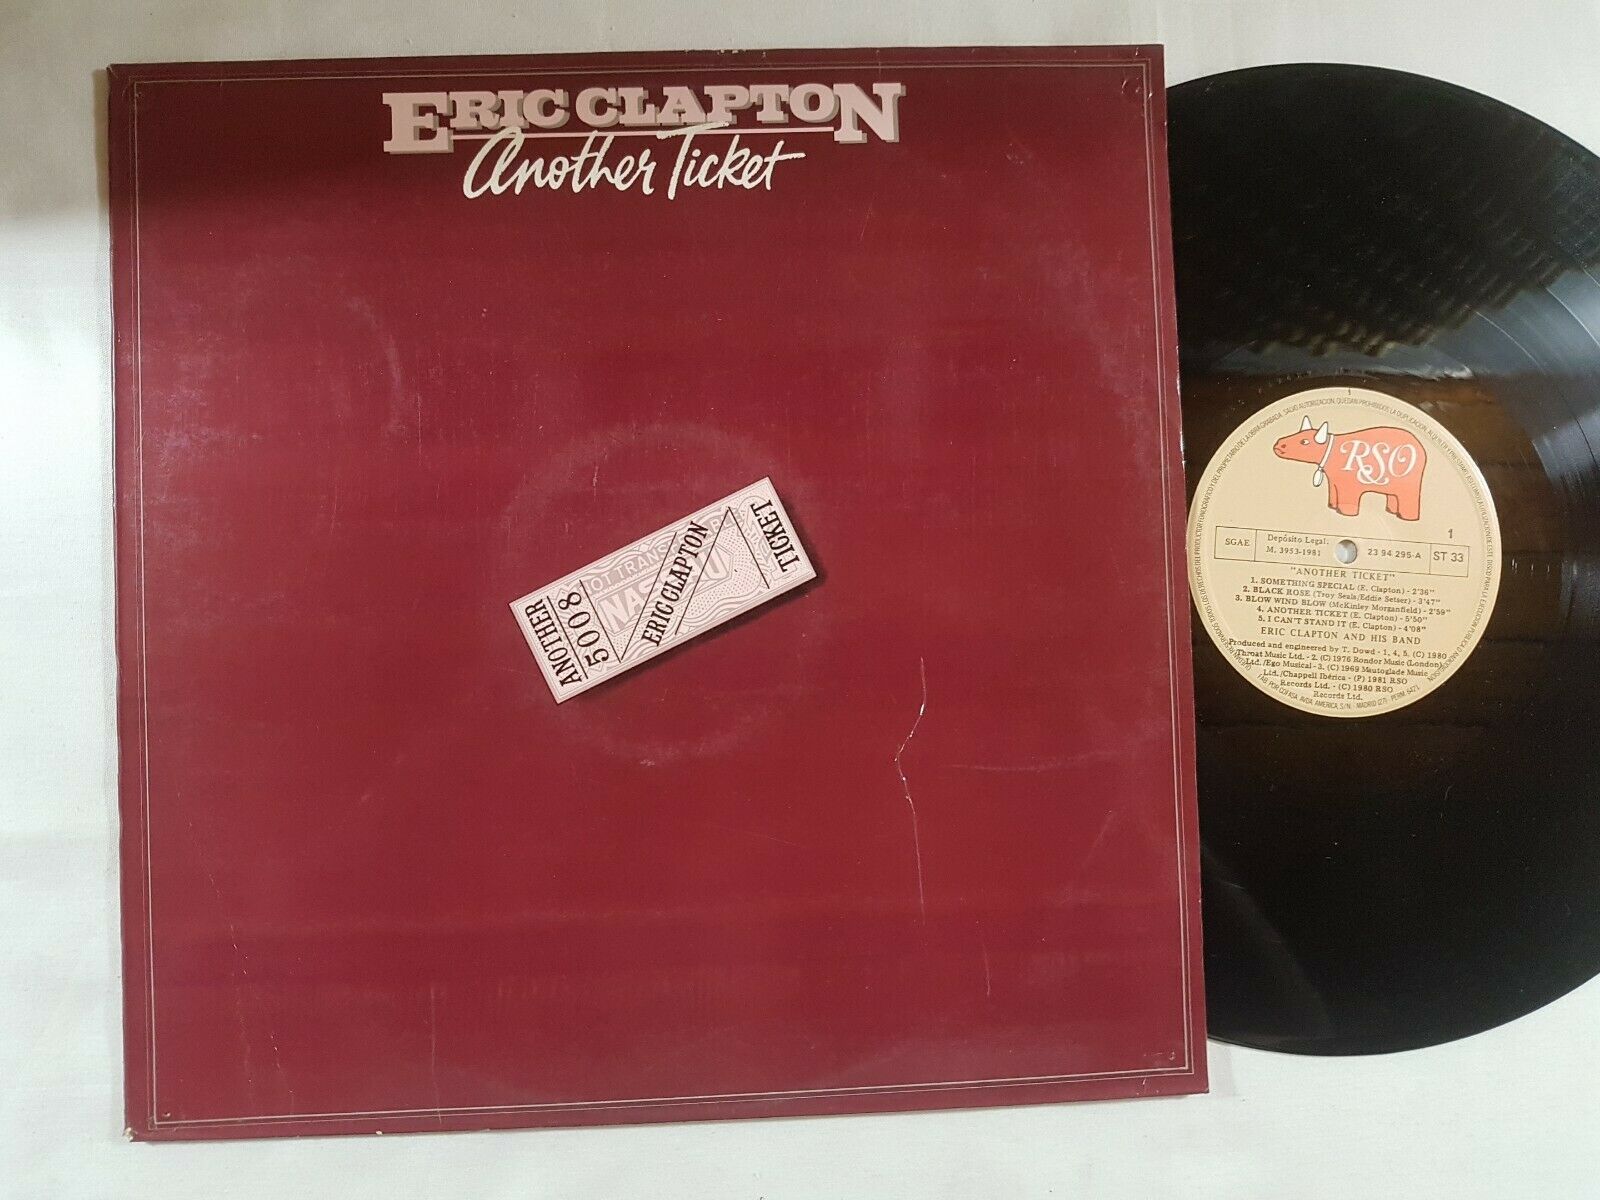 ERIC CLAPTON
Another Ticket
ANOTHER
5008
ERIC CLAPTON
TICKET
RSO
1
SGAE
Depósito Legal:
M. 3953-1981
23 94 295-A
ST 33
"ANOTHER TICKET"
1. SOMETHING SPECIAL (E. Clapton) - 2'36"
2. BLACK ROSE (Troy Seals/Eddie Setser) - 3'47"
3. BLOW WIND BLOW (McKinley Morganfield) - 2'59"
4. ANOTHER TICKET (E. Clapton) - 5'50"
5. I CAN'T STAND IT (E. Clapton) - 4'08"
ERIC CLAPTON AND HIS BAND
Produced and engineered by T. Dowd - 1, 4, 5. (C) 1980
Throat Music Ltd. - 2. (C) 1976 Rondor Music (London)
Ltd./Ego Musical - 3. (C) 1969 Mautoglade Music
Ltd./Chappell Ibérica - (P) 1981 RSO
Records Ltd. - (C) 1980 RSO
Records Ltd.